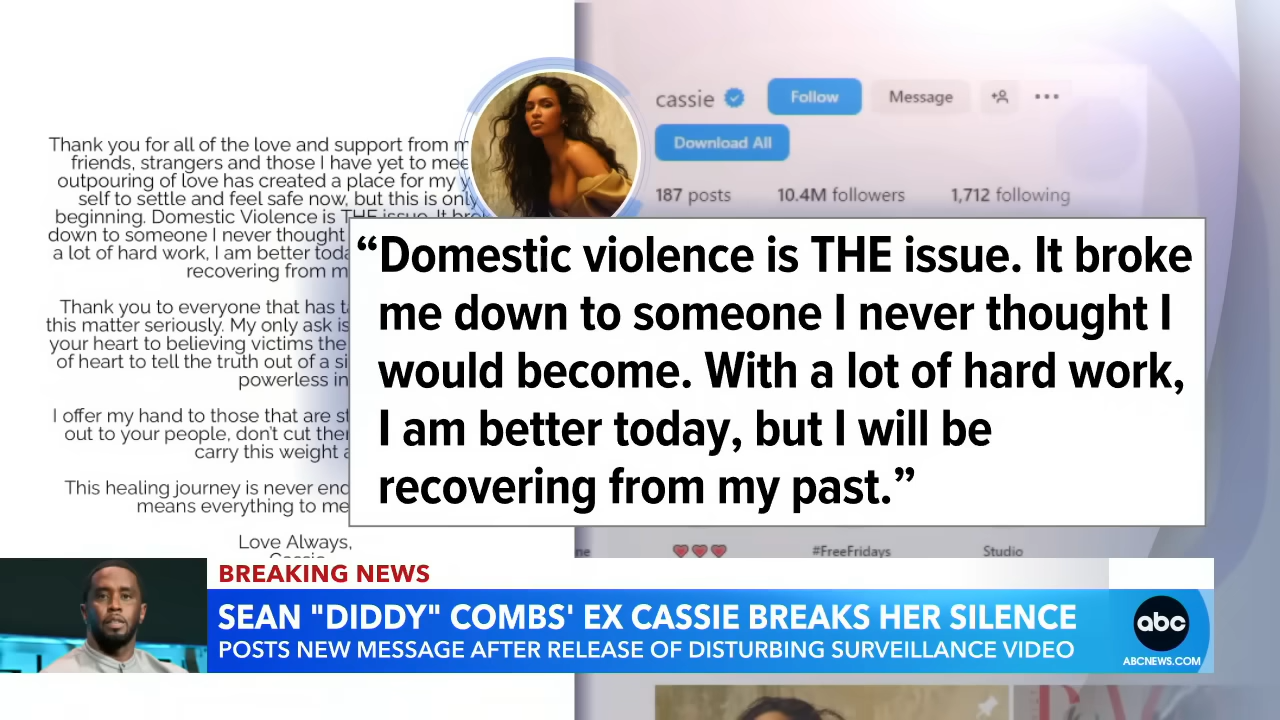 Thank you for all of the love and support from
friends, strangers and those I have yet to
outpouring of love has created a place for my
self to settle and feel safe now, but this is only
beginning. Domestic Violence is THE issue. It
down to someone I never thought
a lot of hard work, I am better
recovering from
Thank you to everyone that has
this matter seriously. My only ask is
your heart to believing victims the
of heart to tell the truth out of a
powerless in
I offer my hand to those that are
out to your people, don't cut
carry this weight
This healing journey is never
means everything to me
Love Always,
cassie
Follow
Message
Download All
187 posts 10.4M followers 1,712 following
“Domestic violence is THE issue. It broke
me down to someone I never thought I
would become. With a lot of hard work,
I am better today, but I will be
recovering from my past.”
#FreeFridays
Studio
BREAKING NEWS
SEAN "DIDDY" COMBS' EX CASSIE BREAKS HER SILENCE
POSTS NEW MESSAGE AFTER RELEASE OF DISTURBING SURVEILLANCE VIDEO
abc
ABCNEWS.COM